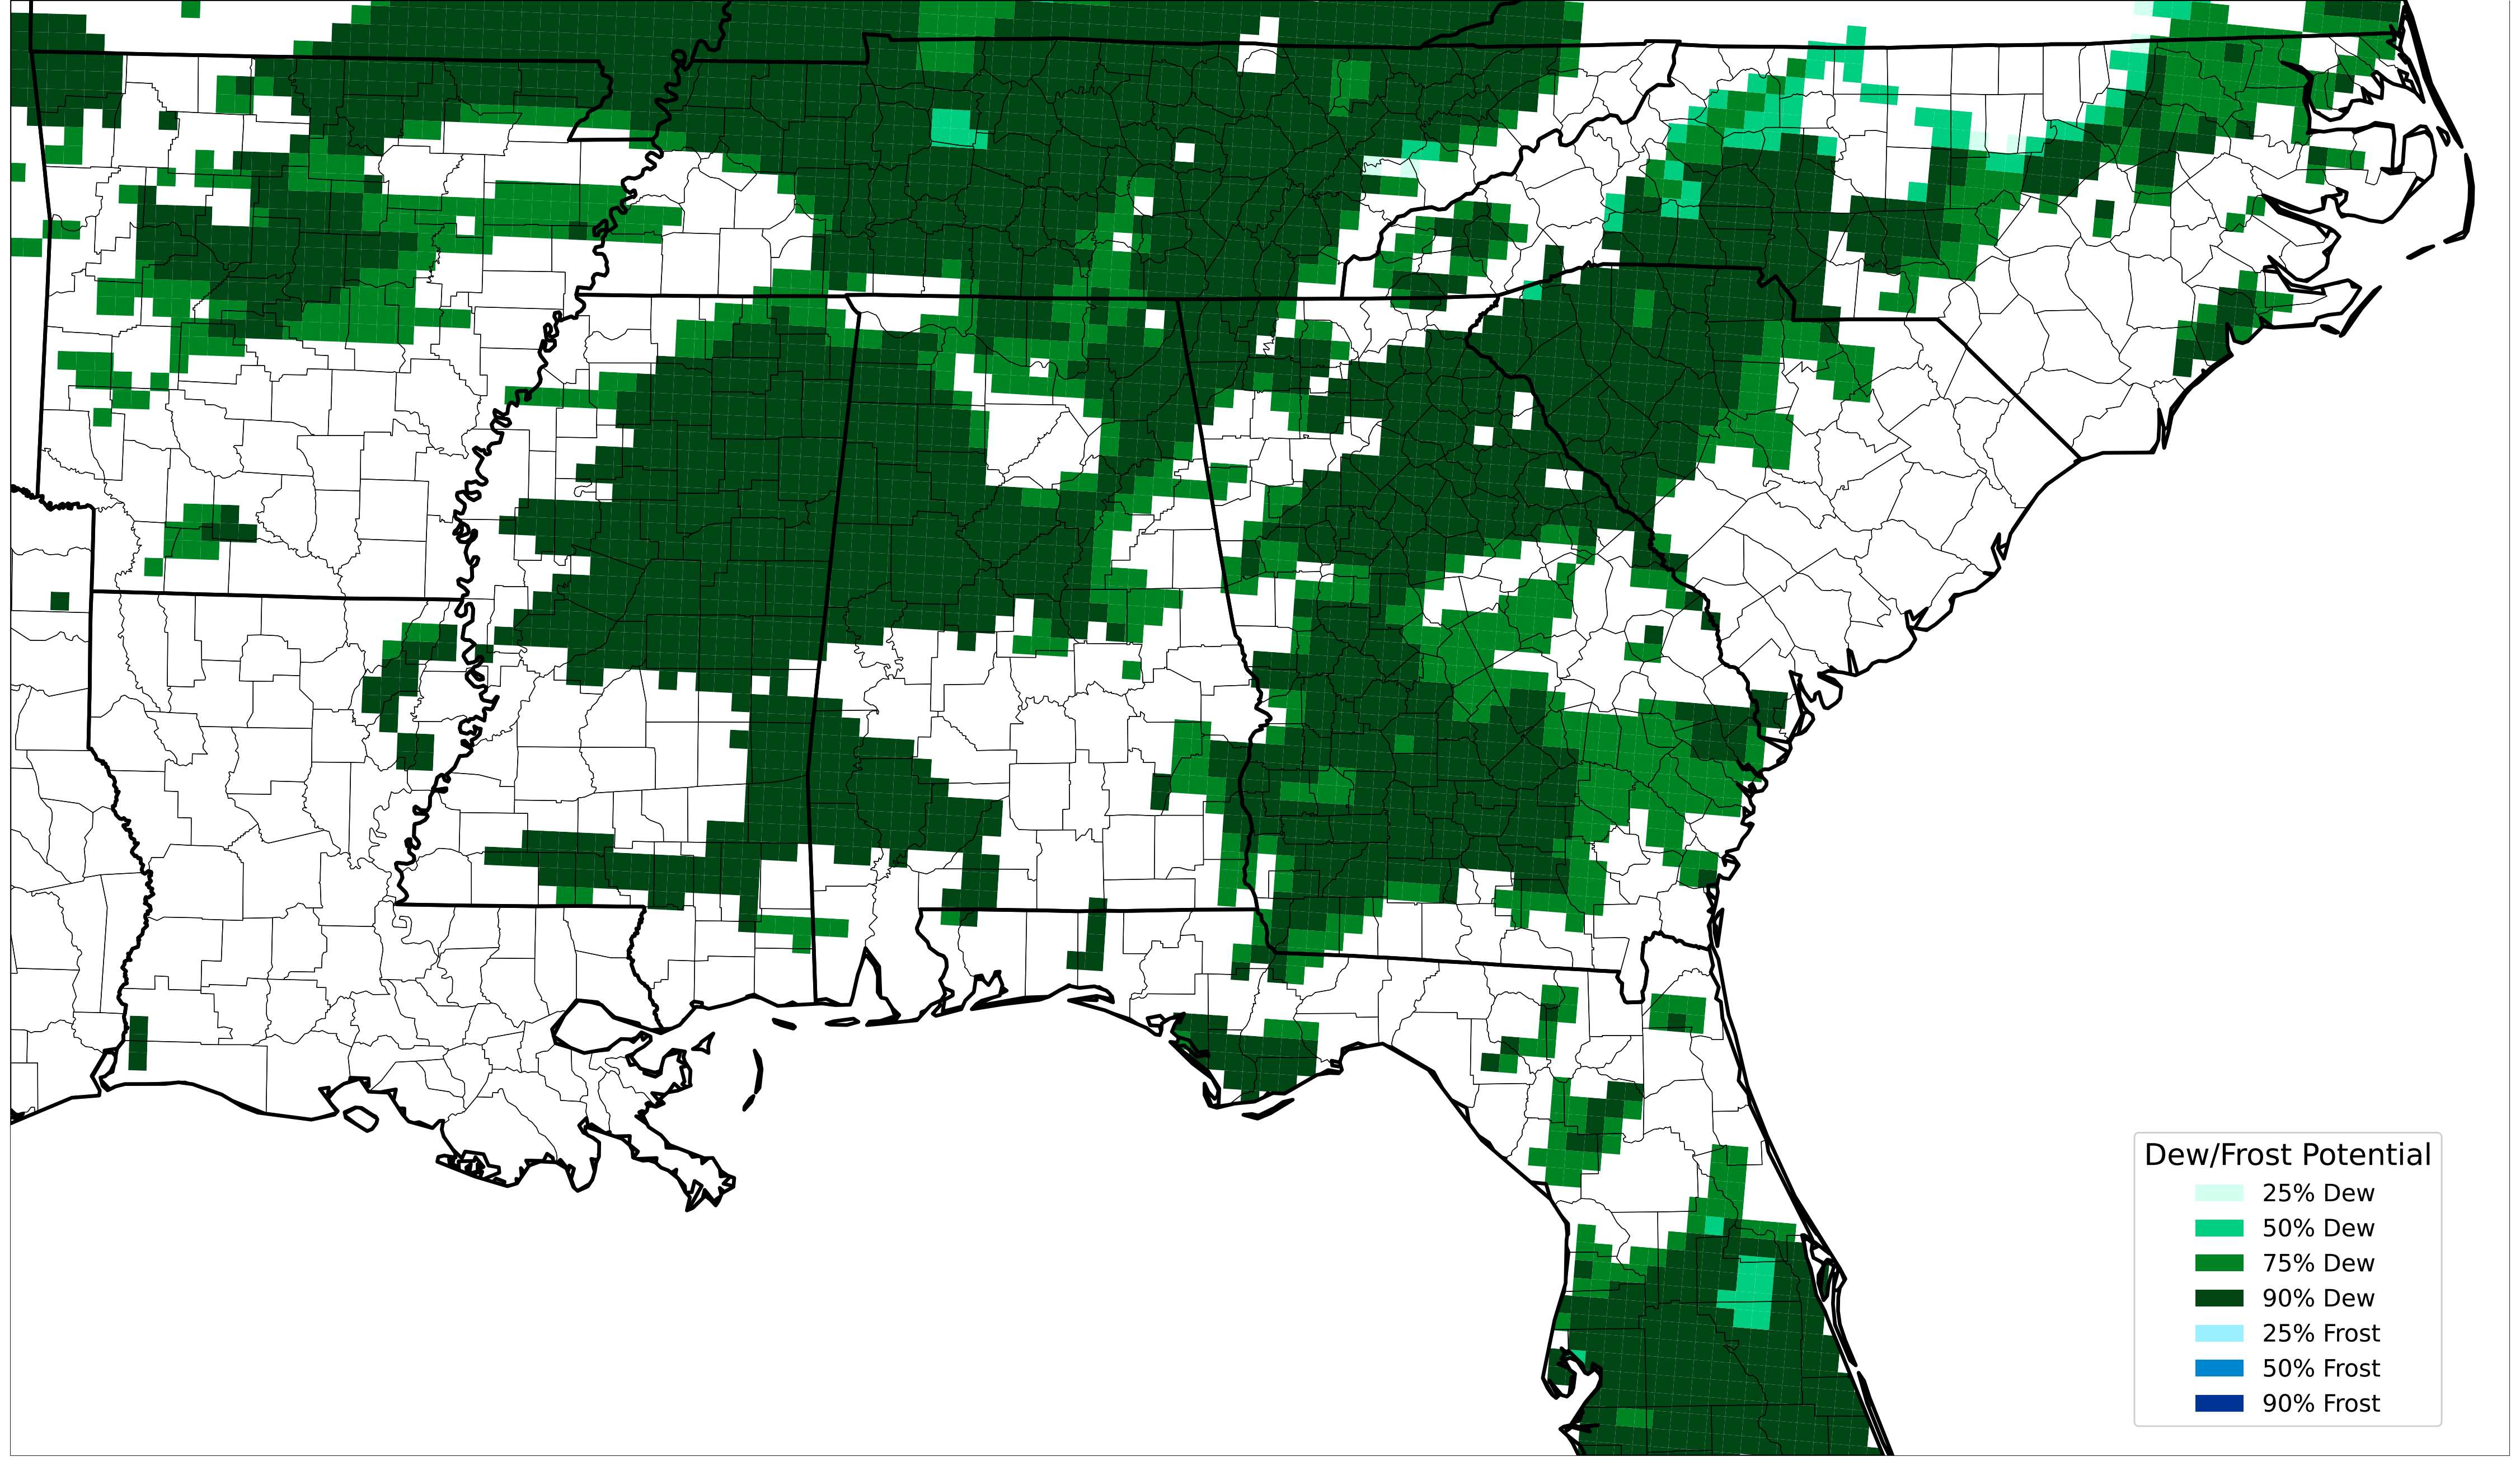 Dew/Frost Potential
25% Dew
50% Dew
75% Dew
90% Dew
25% Frost
50% Frost
90% Frost